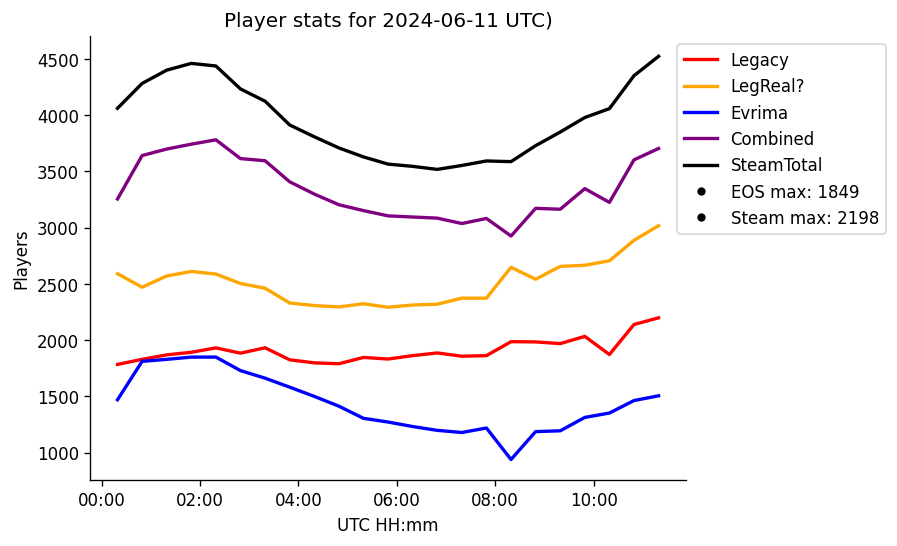 Player stats for 2024-06-11 UTC)
Legacy
LegReal?
Evrima
Combined
SteamTotal
EOS max: 1849
Steam max: 2198
Players
4500
4000
3500
3000
2500
2000
1500
1000
00:00 02:00 04:00 06:00 08:00 10:00
UTC HH:mm